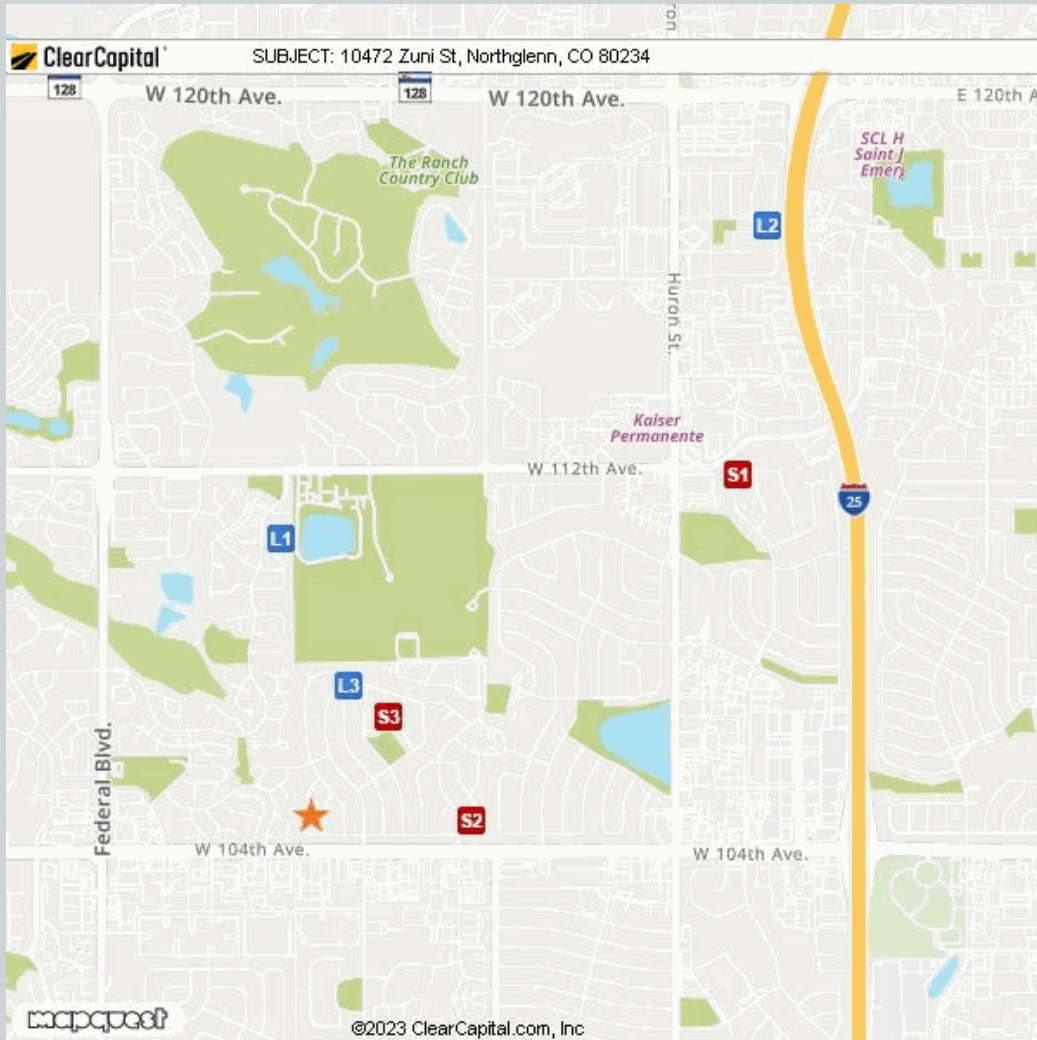 ClearCapital
SUBJECT: 10472 Zuni St, Northglenn, CO 80234
128
W 120th Ave.
128
W 120th Ave.
E 120th A
The Ranch
Country Club
SCL H
Saint J
Emerg
L2
Huron St.
Kaiser
Permanente
W 112th Ave.
S1
25
L1
L3
S3
Federal Blvd.
S2
W 104th Ave.
W 104th Ave.
mapquest
©2023 ClearCapital.com, Inc